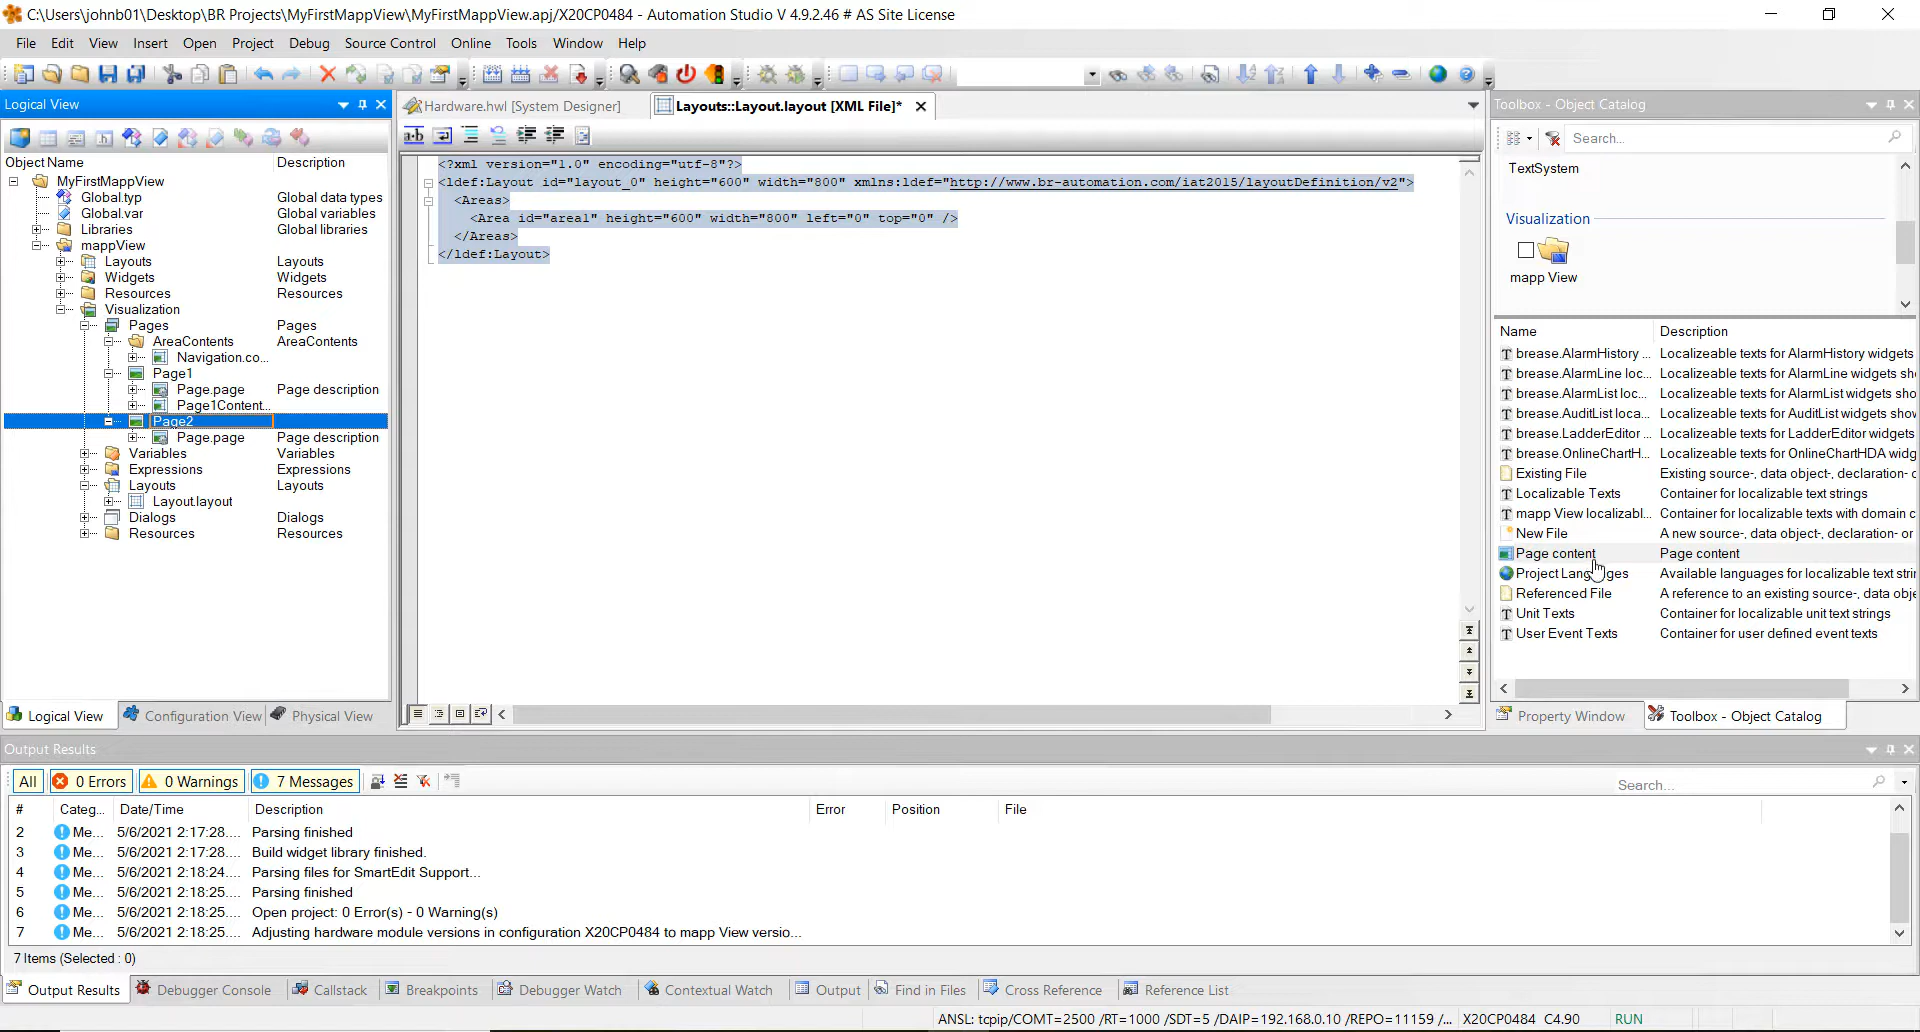 C:\Users\johnb01\Desktop\BR Projects\MyFirstMappView\MyFirstMappView.apj/X20CP0484 - Automation Studio V 4.9.2.46 # AS Site License
File Edit View Insert Open Project Debug Source Control Online Tools Window Help
Logical View
Object Name Description
MyFirstMappView
Global.typ Global data types
Global.var Global variables
Libraries Global libraries
mappView
Layouts Layouts
Widgets Widgets
Resources Resources
Visualization
Pages Pages
AreaContents AreaContents
Navigation.co...
Page1
Page.page Page description
Page1Content...
Page2
Page.page Page description
Variables Variables
Expressions Expressions
Layouts Layouts
Layout.layout
Dialogs Dialogs
Resources Resources
Logical View Configuration View Physical View
Hardware.hwl [System Designer] Layouts::Layout.layout [XML File]*
a-b
<?xml version="1.0" encoding="utf-8"?>
<ldef:Layout id="layout_0" height="600" width="800" xmlns:ldef="http://www.br-automation.com/iat2015/layoutDefinition/v2">
<Areas>
<Area id="area1" height="600" width="800" left="0" top="0" />
</Areas>
</ldef:Layout>
Toolbox - Object Catalog
Search...
TextSystem
Visualization
mapp View
Name Description
brease.AlarmHistory ... Localizeable texts for AlarmHistory widgets
brease.AlarmLine loc... Localizeable texts for AlarmLine widgets sho
brease.AlarmList loc... Localizeable texts for AlarmList widgets show
brease.AuditList loca... Localizeable texts for AuditList widgets show
brease.LadderEditor ... Localizeable texts for LadderEditor widgets
brease.OnlineChartH... Localizeable texts for OnlineChartHDA widg
Existing File Existing source-, data object-, declaration- o
Localizable Texts Container for localizable text strings
mapp View localizabl... Container for localizable texts with domain c
New File A new source-, data object-, declaration- or
Page content Page content
Project Languages Available languages for localizable text strin
Referenced File A reference to an existing source-, data obje
Unit Texts Container for localizable unit text strings
User Event Texts Container for user defined event texts
Property Window Toolbox - Object Catalog
Output Results
All 0 Errors 0 Warnings 7 Messages Search...
# Categ... Date/Time Description Error Position File
2 Me... 5/6/2021 2:17:28.... Parsing finished
3 Me... 5/6/2021 2:17:28.... Build widget library finished.
4 Me... 5/6/2021 2:18:24.... Parsing files for SmartEdit Support...
5 Me... 5/6/2021 2:18:25.... Parsing finished
6 Me... 5/6/2021 2:18:25.... Open project: 0 Error(s) - 0 Warning(s)
7 Me... 5/6/2021 2:18:25.... Adjusting hardware module versions in configuration X20CP0484 to mapp View versio...
7 Items (Selected : 0)
Output Results Debugger Console Callstack Breakpoints Debugger Watch Contextual Watch Output Find in Files Cross Reference Reference List
ANSL: tcpip/COMT=2500 /RT=1000 /SDT=5 /DAIP=192.168.0.10 /REPO=11159 /... X20CP0484 C4.90 RUN